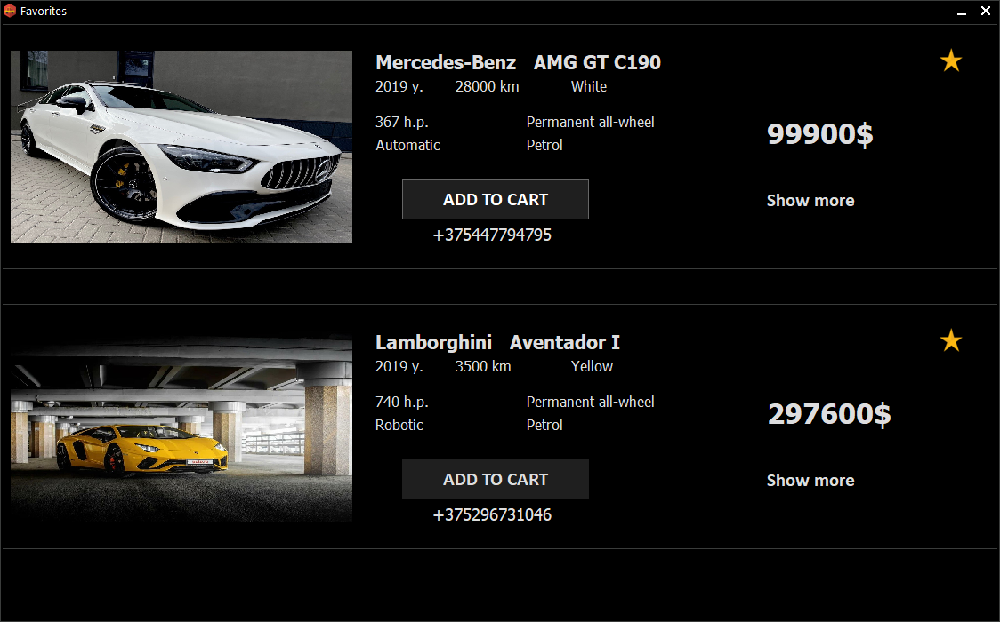 Favorites
Mercedes-Benz AMG GT C190
2019 y. 28000 km White
367 h.p. Permanent all-wheel
Automatic Petrol
99900$
ADD TO CART
Show more
+375447794795
Lamborghini Aventador I
2019 y. 3500 km Yellow
740 h.p. Permanent all-wheel
Robotic Petrol
297600$
ADD TO CART
Show more
+375296731046